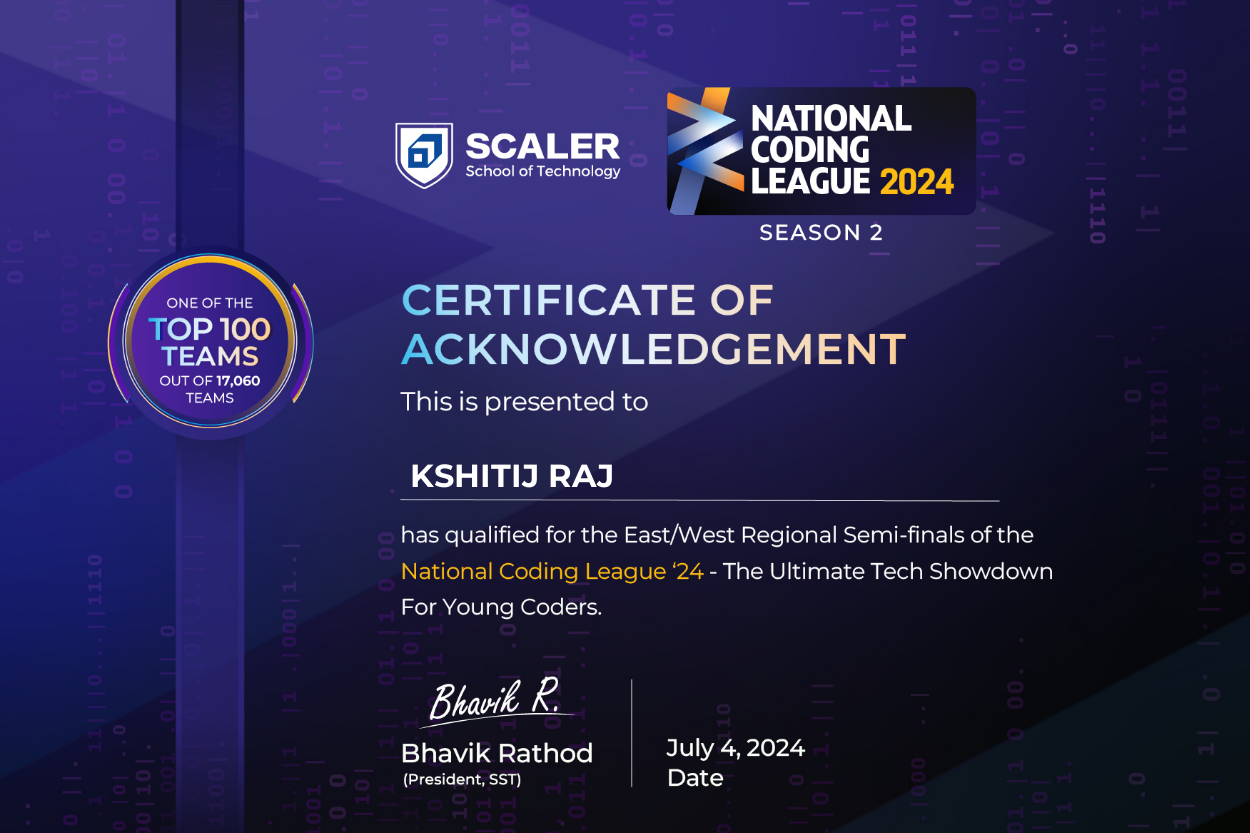 SCALER
School of Technology
NATIONAL
CODING
LEAGUE 2024
SEASON 2
ONE OF THE
TOP 100
TEAMS
OUT OF 17,060
TEAMS
CERTIFICATE OF
ACKNOWLEDGEMENT
This is presented to
KSHITIJ RAJ
has qualified for the East/West Regional Semi-finals of the
National Coding League ‘24 - The Ultimate Tech Showdown
For Young Coders.
Bhavik R.
Bhavik Rathod
(President, SST)
July 4, 2024
Date